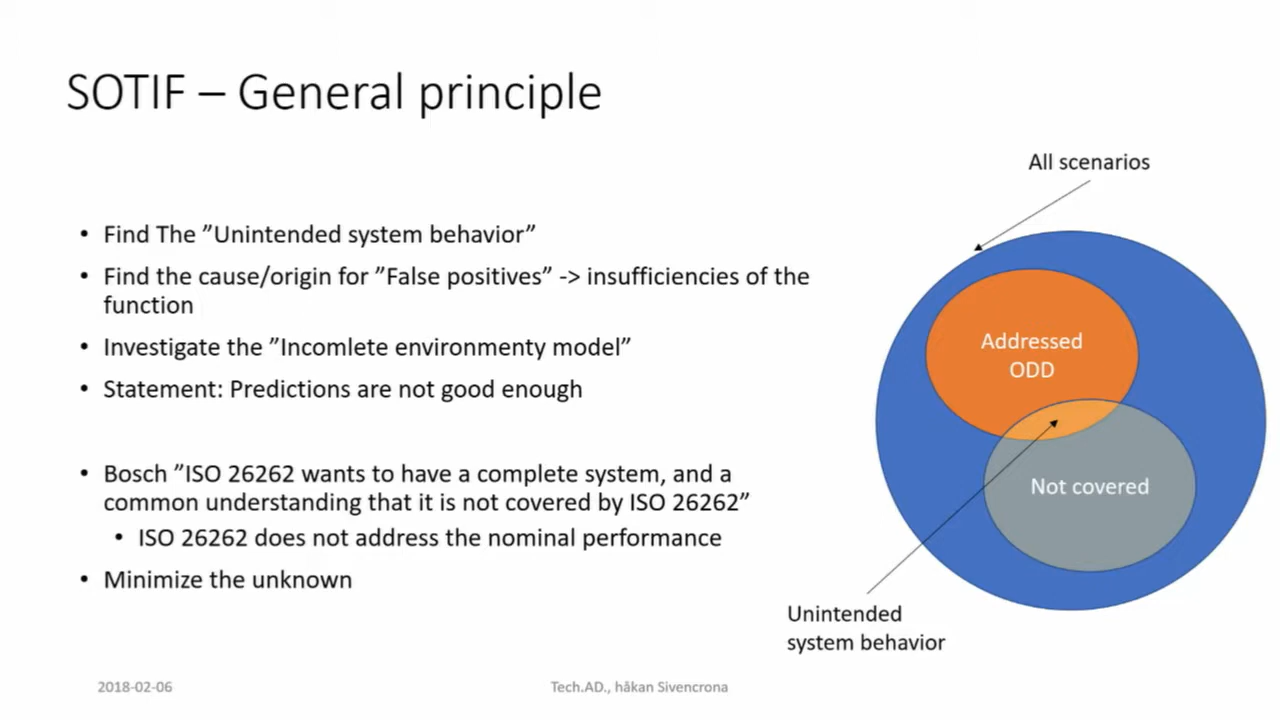 SOTIF – General principle
All scenarios
• Find The ”Unintended system behavior”
• Find the cause/origin for ”False positives” -> insufficiencies of the
function
• Investigate the ”Incomlete environmenty model”
• Statement: Predictions are not good enough
• Bosch ”ISO 26262 wants to have a complete system, and a
common understanding that it is not covered by ISO 26262”
• ISO 26262 does not address the nominal performance
• Minimize the unknown
Addressed
ODD
Not covered
Unintended
system behavior
2018-02-06
Tech.AD., håkan Sivencrona